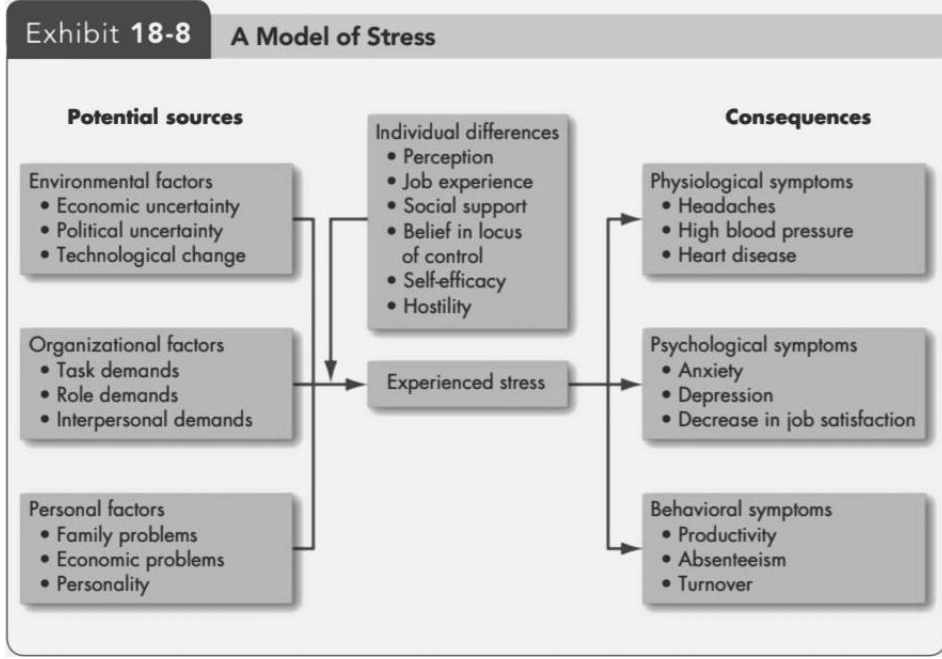 Exhibit 18-8
A Model of Stress
Potential sources
Environmental factors
• Economic uncertainty
• Political uncertainty
• Technological change
Organizational factors
• Task demands
• Role demands
• Interpersonal demands
Personal factors
• Family problems
• Economic problems
• Personality
Individual differences
• Perception
• Job experience
• Social support
• Belief in locus
of control
• Self-efficacy
• Hostility
Experienced stress
Consequences
Physiological symptoms
• Headaches
• High blood pressure
• Heart disease
Psychological symptoms
• Anxiety
• Depression
• Decrease in job satisfaction
Behavioral symptoms
• Productivity
• Absenteeism
• Turnover